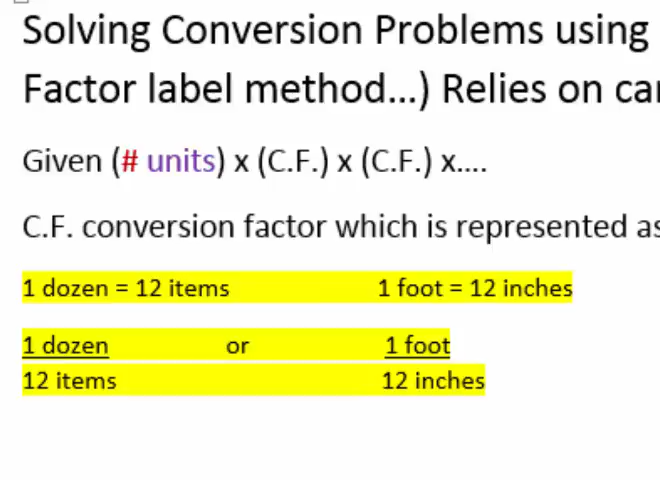 Solving Conversion Problems using
Factor label method...) Relies on
Given (# units) x (C.F.) x (C.F.) x....
C.F. conversion factor which is represented as
1 dozen = 12 items 1 foot = 12 inches
1 dozen or 1 foot
12 items 12 inches